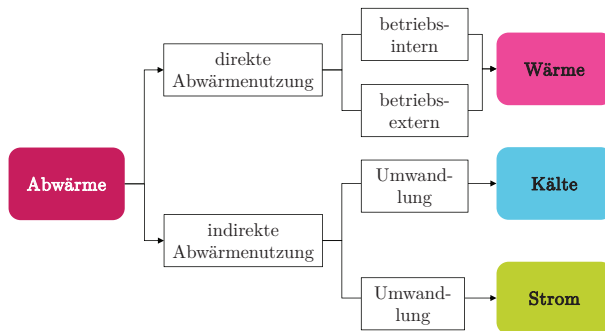 betriebs-
intern
direkte
Abwärmenutzung
Wärme
betriebs-
extern
Abwärme
Umwand-
lung
Kälte
indirekte
Abwärmenutzung
Umwand-
lung
Strom